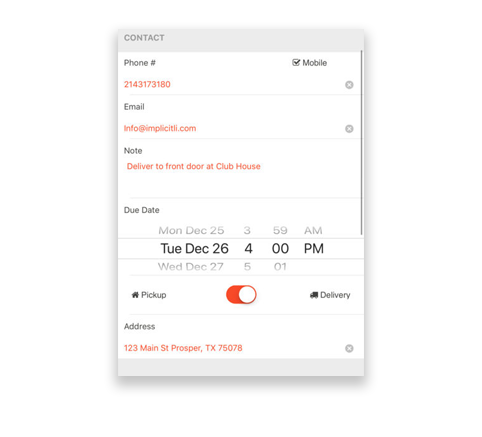 CONTACT
Phone # Mobile
2143173180
Email
Info@implicitli.com
Note
Deliver to front door at Club House
Due Date
Mon Dec 25 3 59 AM
Tue Dec 26 4 00 PM
Wed Dec 27 5 01
Pickup Delivery
Address
123 Main St Prosper, TX 75078